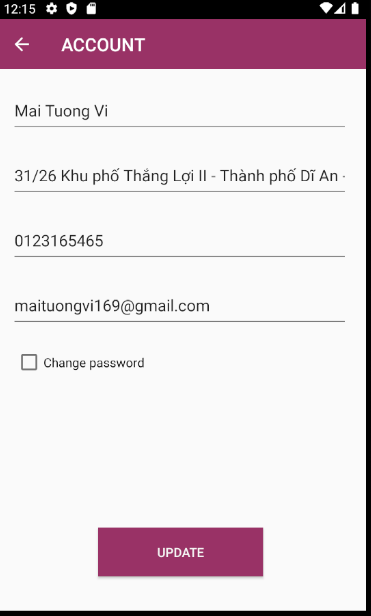 12:15
ACCOUNT
Mai Tuong Vi
31/26 Khu phố Thắng Lợi II - Thành phố Dĩ An -
0123165465
maituongvi169@gmail.com
Change password
UPDATE